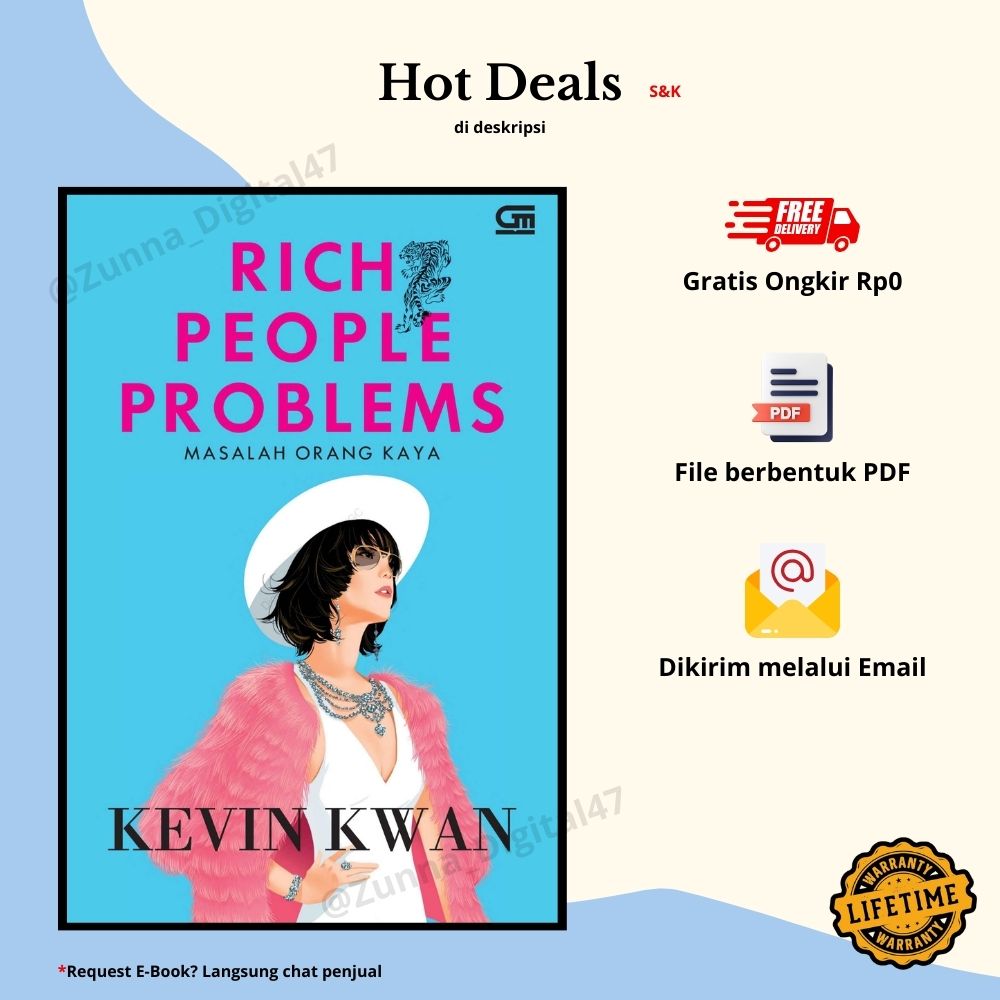 Hot Deals S&K
di deskripsi
@Zunna_Digital47
GM
RICH
PEOPLE
PROBLEMS
MASALAH ORANG KAYA
KEVIN KWAN
@Zunna_Digital47
FREE
DELIVERY
Gratis Ongkir Rp0
PDF
File berbentuk PDF
@
Dikirim melalui Email
WARRANTY
LIFETIME
WARRANTY
*Request E-Book? Langsung chat penjual